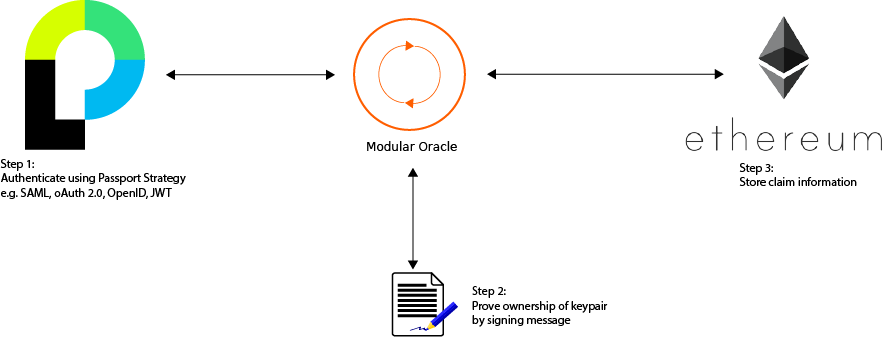 Step 1:
Authenticate using Passport Strategy
e.g. SAML, oAuth 2.0, OpenID, JWT
Modular Oracle
ethereum
Step 3:
Store claim information
Step 2:
Prove ownership of keypair
by signing message